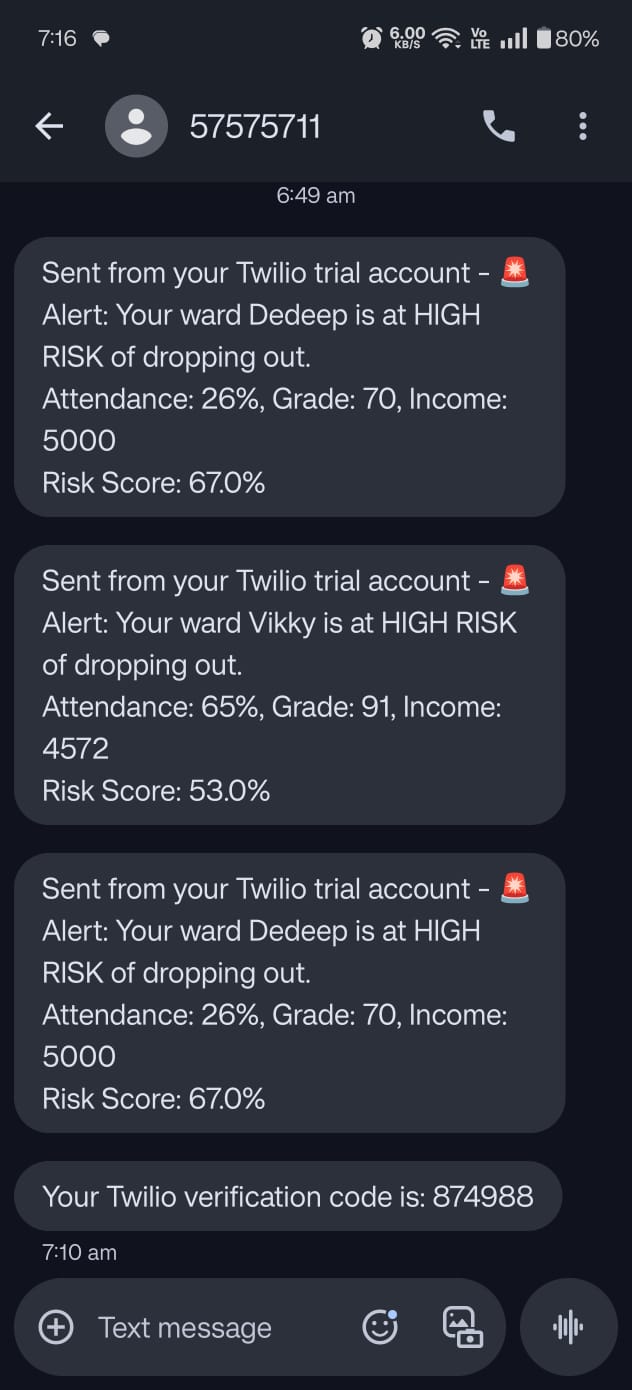 7:16
6.00 KB/S
Vo LTE
80%
57575711
6:49 am
Sent from your Twilio trial account - 🚨
Alert: Your ward Dedeep is at HIGH
RISK of dropping out.
Attendance: 26%, Grade: 70, Income:
5000
Risk Score: 67.0%
Sent from your Twilio trial account - 🚨
Alert: Your ward Vikky is at HIGH RISK
of dropping out.
Attendance: 65%, Grade: 91, Income:
4572
Risk Score: 53.0%
Sent from your Twilio trial account - 🚨
Alert: Your ward Dedeep is at HIGH
RISK of dropping out.
Attendance: 26%, Grade: 70, Income:
5000
Risk Score: 67.0%
Your Twilio verification code is: 874988
7:10 am
Text message